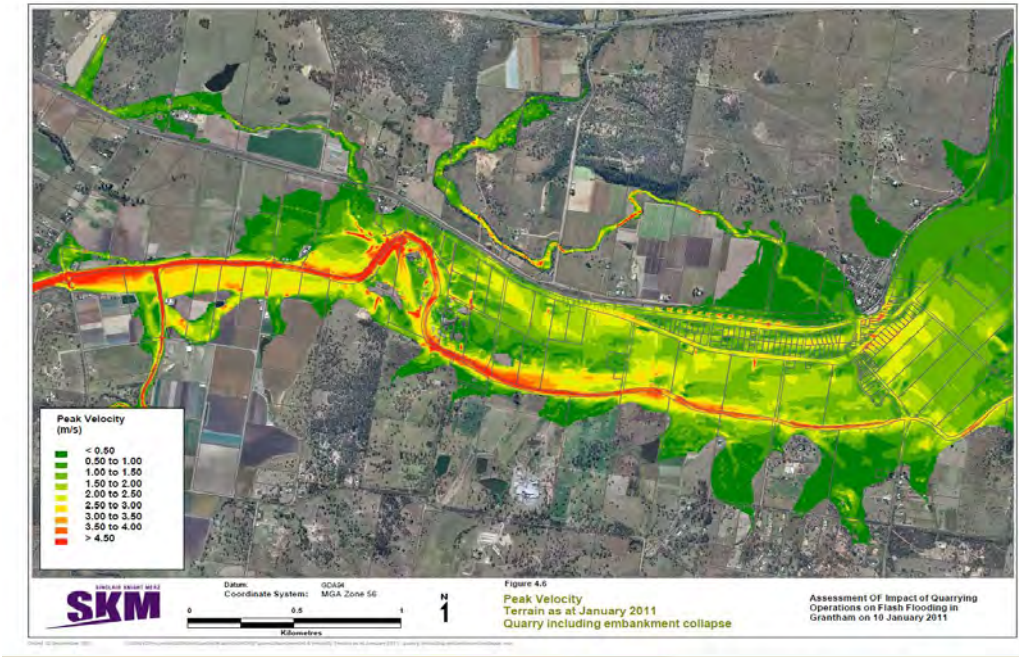 Peak Velocity
(m/s)
< 0.50
0.50 to 1.00
1.00 to 1.50
1.50 to 2.00
2.00 to 2.50
2.50 to 3.00
3.00 to 3.50
3.50 to 4.00
> 4.50
SINCLAIR KNIGHT MERZ
SKM
Datum: GDA94
Coordinate System: MGA Zone 56
0 0.5 1
Kilometres
N
1
Figure 4.6
Peak Velocity
Terrain as at January 2011
Quarry including embankment collapse
Assessment OF Impact of Quarrying
Operations on Flash Flooding in
Grantham on 10 January 2011